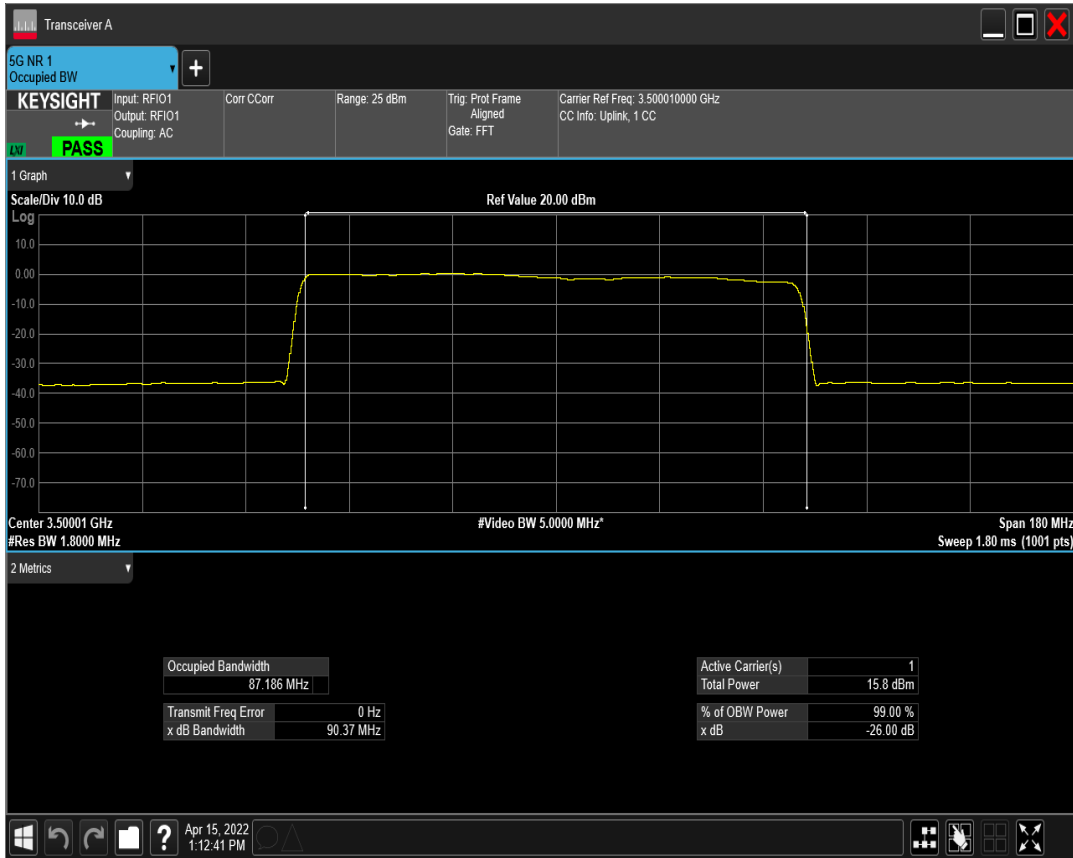 Transceiver A
5G NR 1
Occupied BW
+
KEYSIGHT
LXI
PASS
Input: RFIO1
Output: RFIO1
Coupling: AC
Corr CCorr
Range: 25 dBm
Trig: Prot Frame
Aligned
Gate: FFT
Carrier Ref Freq: 3.500010000 GHz
CC Info: Uplink, 1 CC
1 Graph
Scale/Div 10.0 dB
Ref Value 20.00 dBm
Log
10.0
0.00
-10.0
-20.0
-30.0
-40.0
-50.0
-60.0
-70.0
Center 3.50001 GHz
#Video BW 5.0000 MHz*
Span 180 MHz
#Res BW 1.8000 MHz
Sweep 1.80 ms (1001 pts)
2 Metrics
Occupied Bandwidth
87.186 MHz
Transmit Freq Error 0 Hz
x dB Bandwidth 90.37 MHz
Active Carrier(s) 1
Total Power 15.8 dBm
% of OBW Power 99.00 %
x dB -26.00 dB
?
Apr 15, 2022
1:12:41 PM